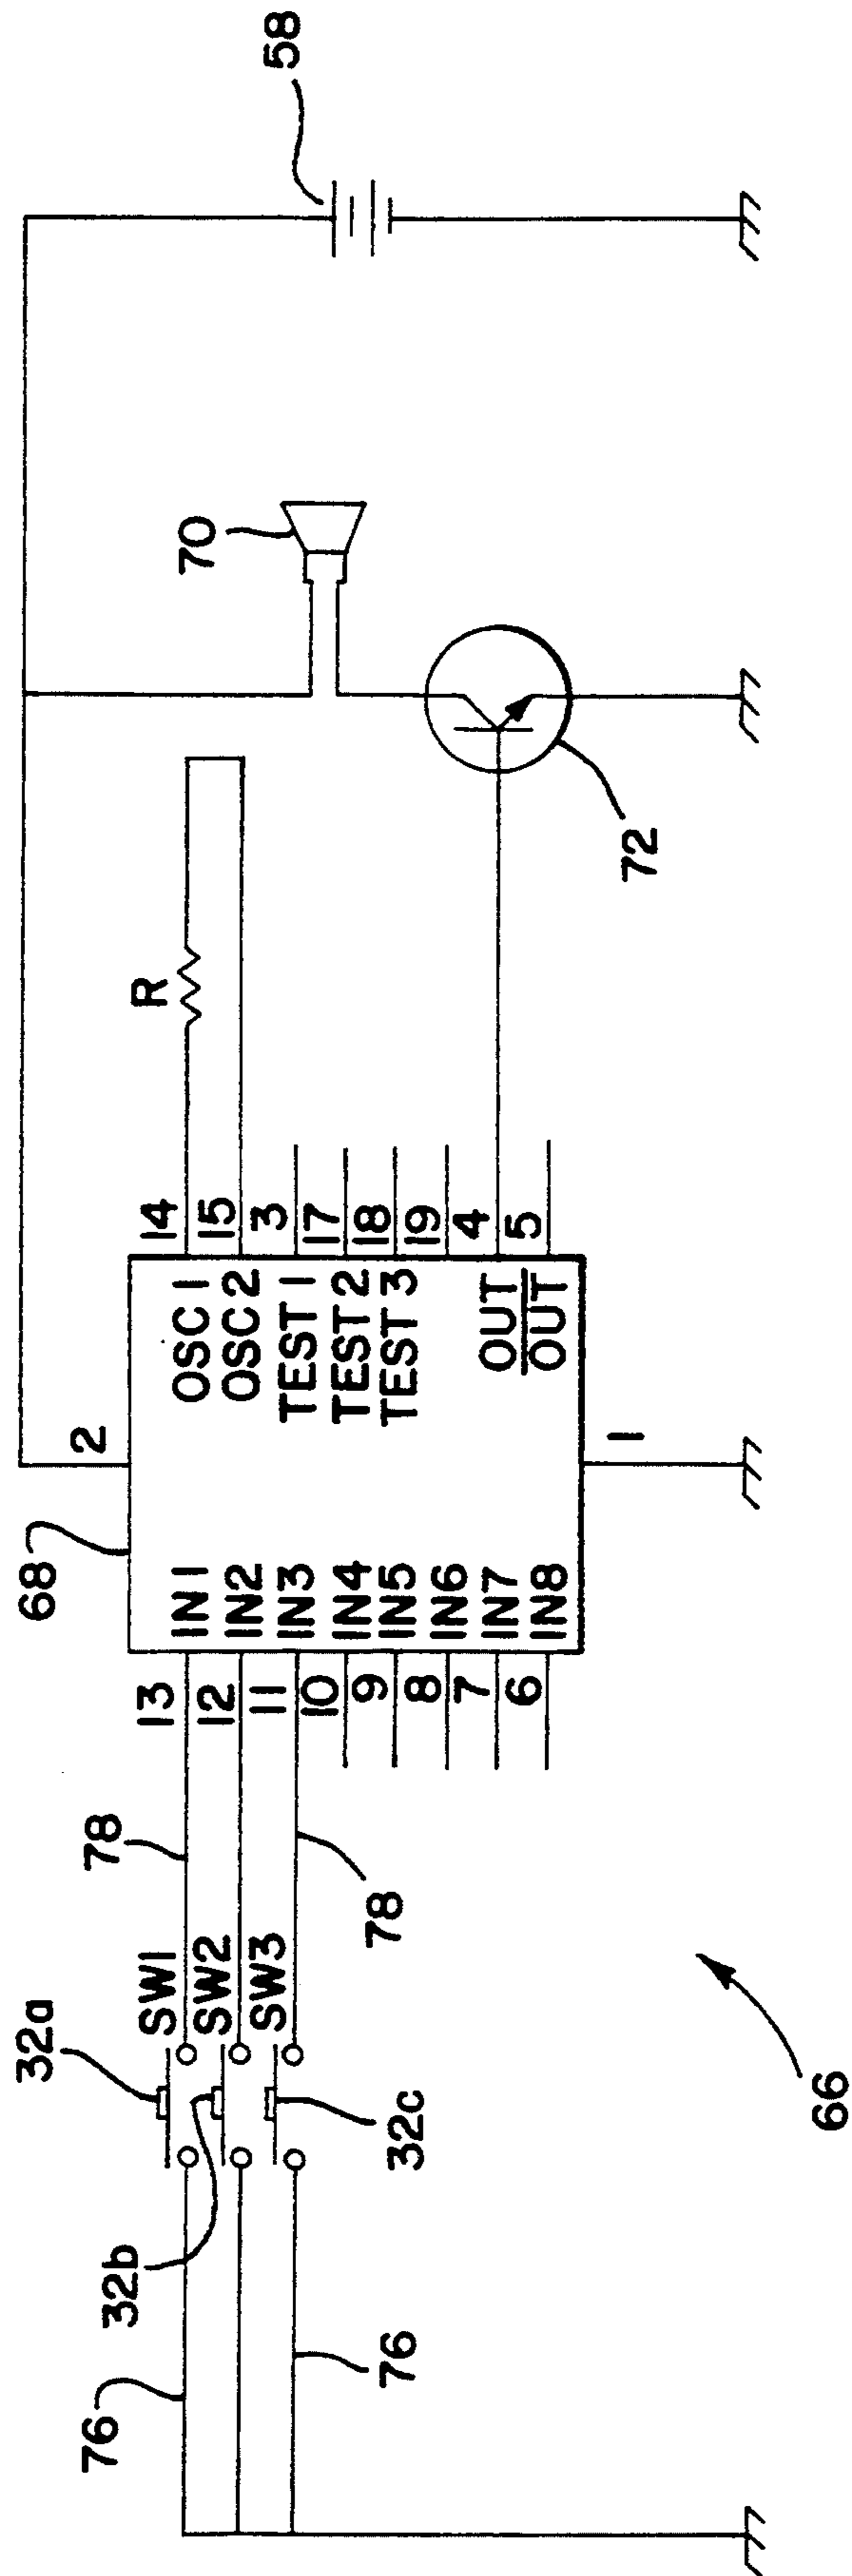 32a
32b
32c
SW1
SW2
SW3
76
76
78
78
66
68
13
12
11
10
9
8
7
6
IN1
IN2
IN3
IN4
IN5
IN6
IN7
IN8
2
1
OSC 1
OSC 2
TEST 1
TEST 2
TEST 3
OUT
OUT
14
15
3
17
18
19
4
5
R
70
72
58